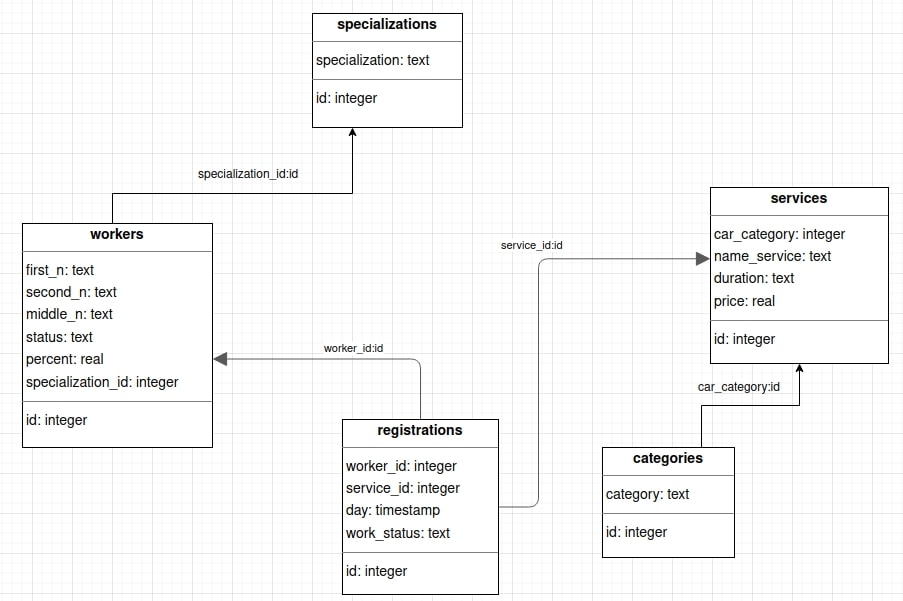 specializations
specialization: text
id: integer
specialization_id:id
workers
first_n: text
second_n: text
middle_n: text
status: text
percent: real
specialization_id: integer
id: integer
worker_id:id
registrations
worker_id: integer
service_id: integer
day: timestamp
work_status: text
id: integer
service_id:id
services
car_category: integer
name_service: text
duration: text
price: real
id: integer
car_category:id
categories
category: text
id: integer